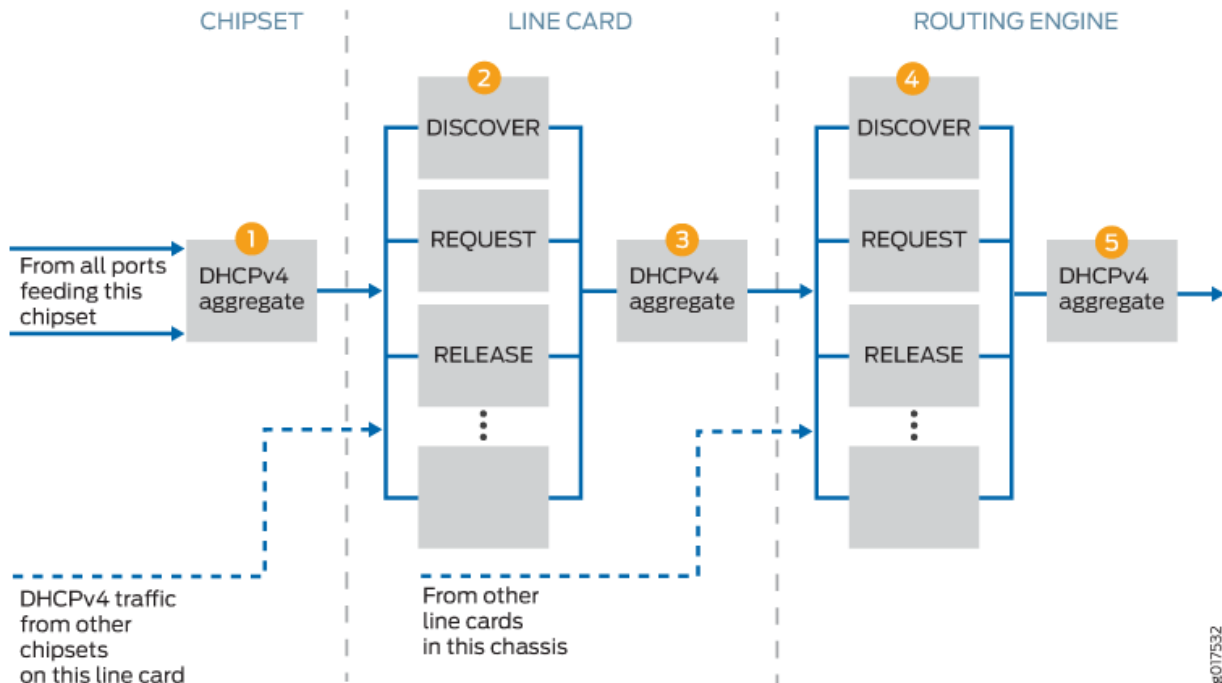 CHIPSET
LINE CARD
ROUTING ENGINE
1
From all ports
feeding this
chipset
DHCPv4
aggregate
2
DISCOVER
REQUEST
RELEASE
3
DHCPv4
aggregate
4
DISCOVER
REQUEST
RELEASE
5
DHCPv4
aggregate
DHCPv4 traffic
from other
chipsets
on this line card
From other
line cards
in this chassis
g017532